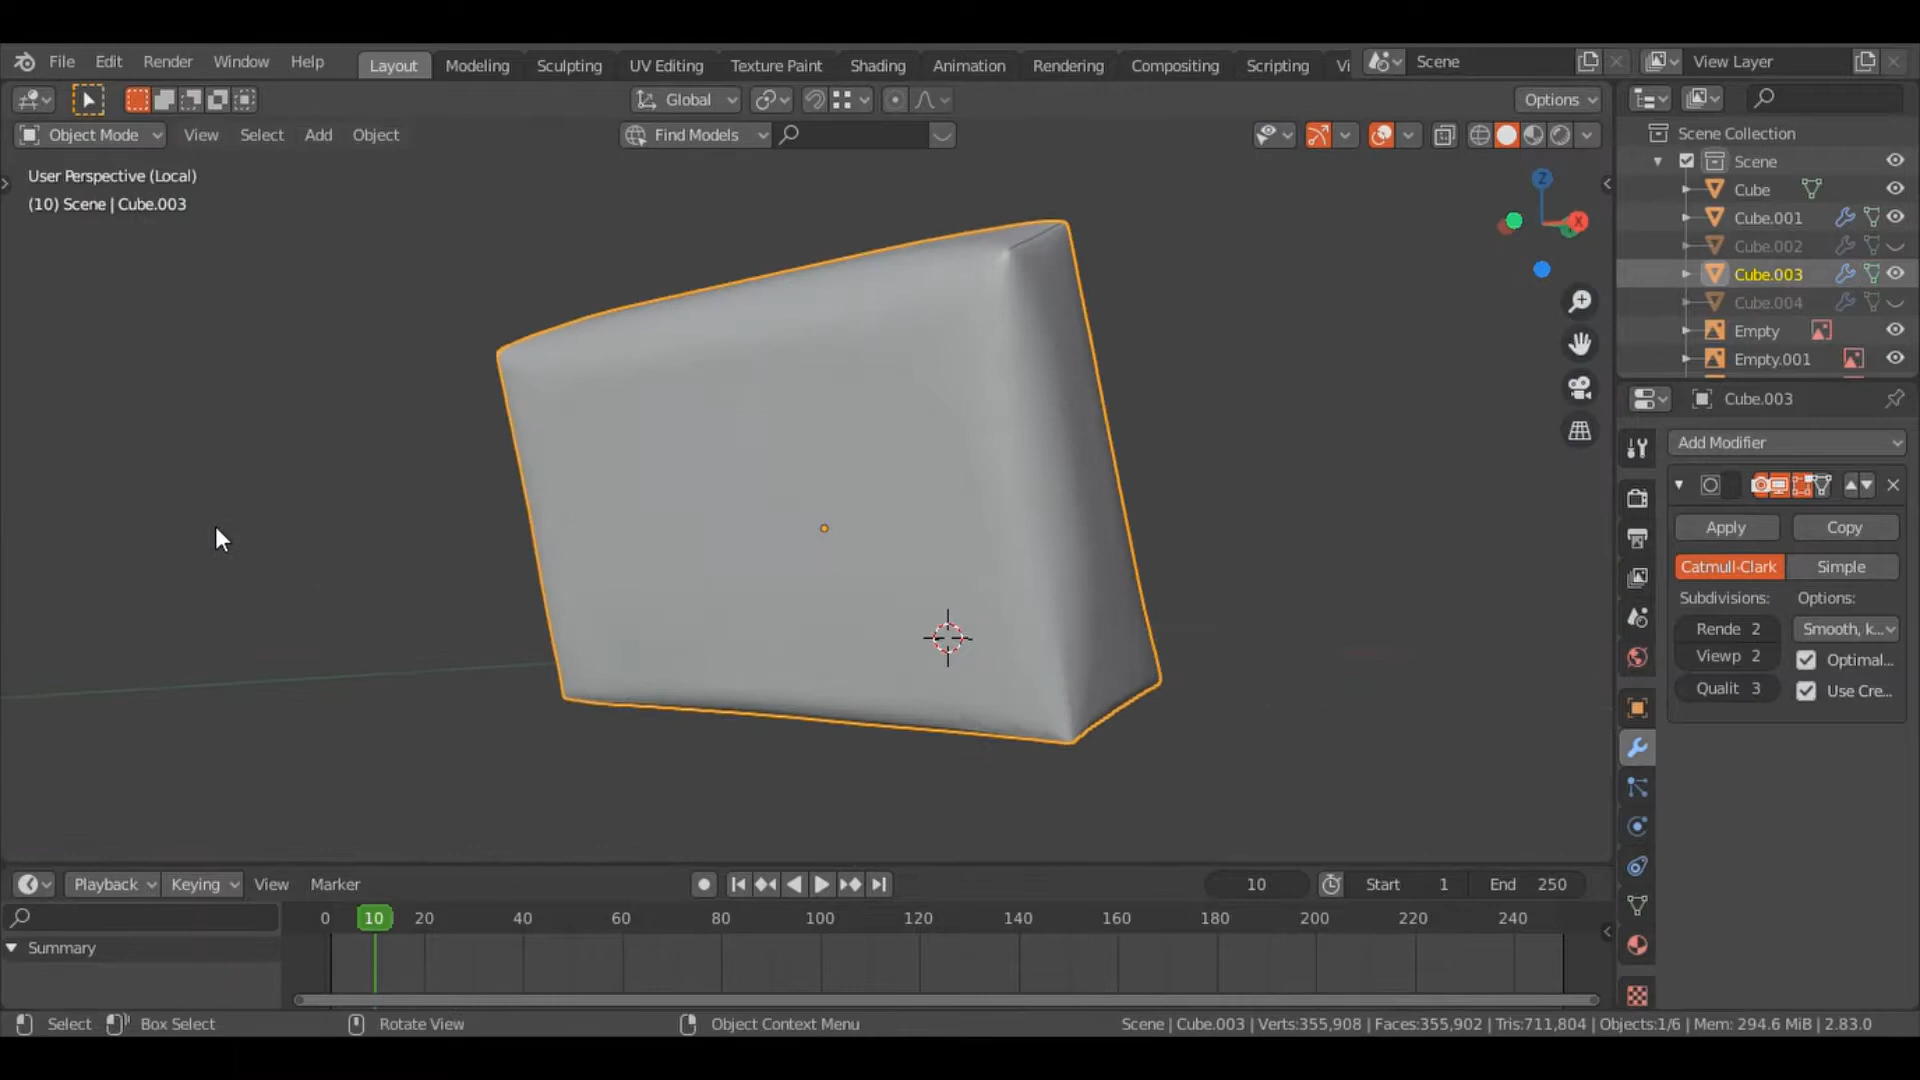 File Edit Render Window Help Layout Modeling Sculpting UV Editing Texture Paint Shading Animation Rendering Compositing Scripting Vi Scene View Layer
Global Options
Object Mode View Select Add Object Find Models
Scene Collection
Scene
User Perspective (Local)
(10) Scene | Cube.003
Z
X
Cube
Cube.001
Cube.002
Cube.003
Cube.004
Empty
Empty.001
Cube.003
Add Modifier
Apply Copy
Catmull-Clark Simple
Subdivisions: Options:
Rende 2 Smooth, k...
Viewp 2 Optimal...
Qualit 3 Use Cre...
Playback Keying View Marker 10 Start 1 End 250
0 10 20 40 60 80 100 120 140 160 180 200 220 240
Summary
Select Box Select Rotate View Object Context Menu Scene | Cube.003 | Verts:355,908 | Faces:355,902 | Tris:711,804 | Objects:1/6 | Mem: 294.6 MiB | 2.83.0